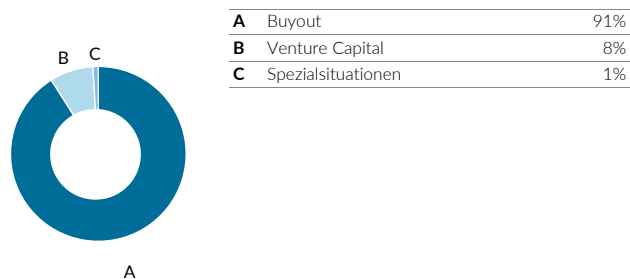 A Buyout 91%
B Venture Capital 8%
C Spezialsituationen 1%
B C
A